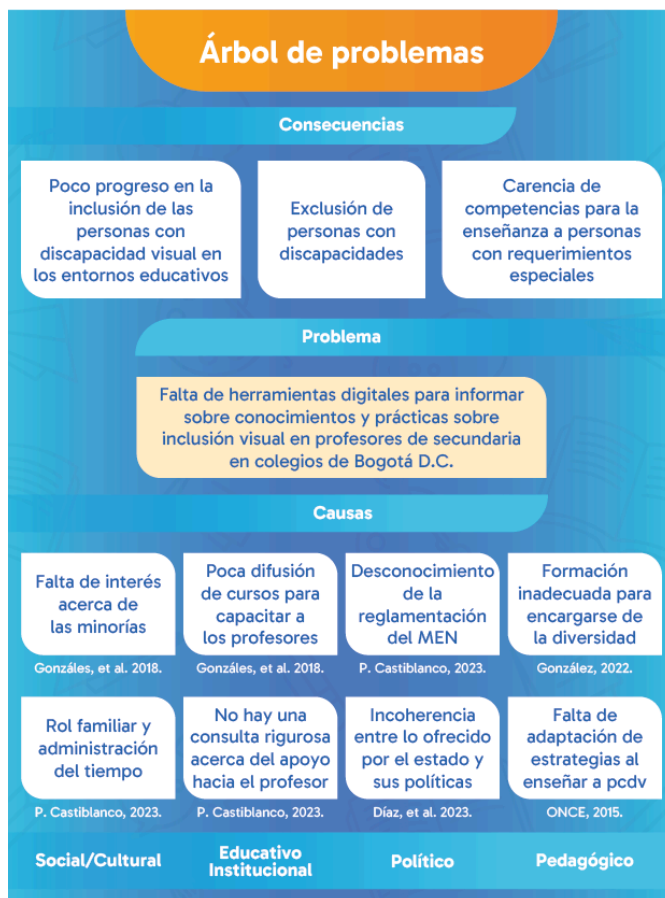 Árbol de problemas
Consecuencias
Poco progreso en la
inclusión de las
personas con
discapacidad visual en
los entornos educativos
Exclusión de
personas con
discapacidades
Carencia de
competencias para la
enseñanza a personas
con requerimientos
especiales
Problema
Falta de herramientas digitales para informar
sobre conocimientos y prácticas sobre
inclusión visual en profesores de secundaria
en colegios de Bogotá D.C.
Causas
Falta de interés
acerca de
las minorías
Gonzáles, et al. 2018.
Poca difusión
de cursos para
capacitar a
los profesores
Gonzáles, et al. 2018.
Desconocimiento
de la
reglamentación
del MEN
P. Castiblanco, 2023.
Formación
inadecuada para
encargarse de
la diversidad
González, 2022.
Rol familiar y
administración
del tiempo
P. Castiblanco, 2023.
No hay una
consulta rigurosa
acerca del apoyo
hacia el profesor
P. Castiblanco, 2023.
Incoherencia
entre lo ofrecido
por el estado y
sus políticas
Díaz, et al. 2023.
Falta de
adaptación de
estrategias al
enseñar a pcdv
ONCE, 2015.
Social/Cultural
Educativo
Institucional
Político
Pedagógico